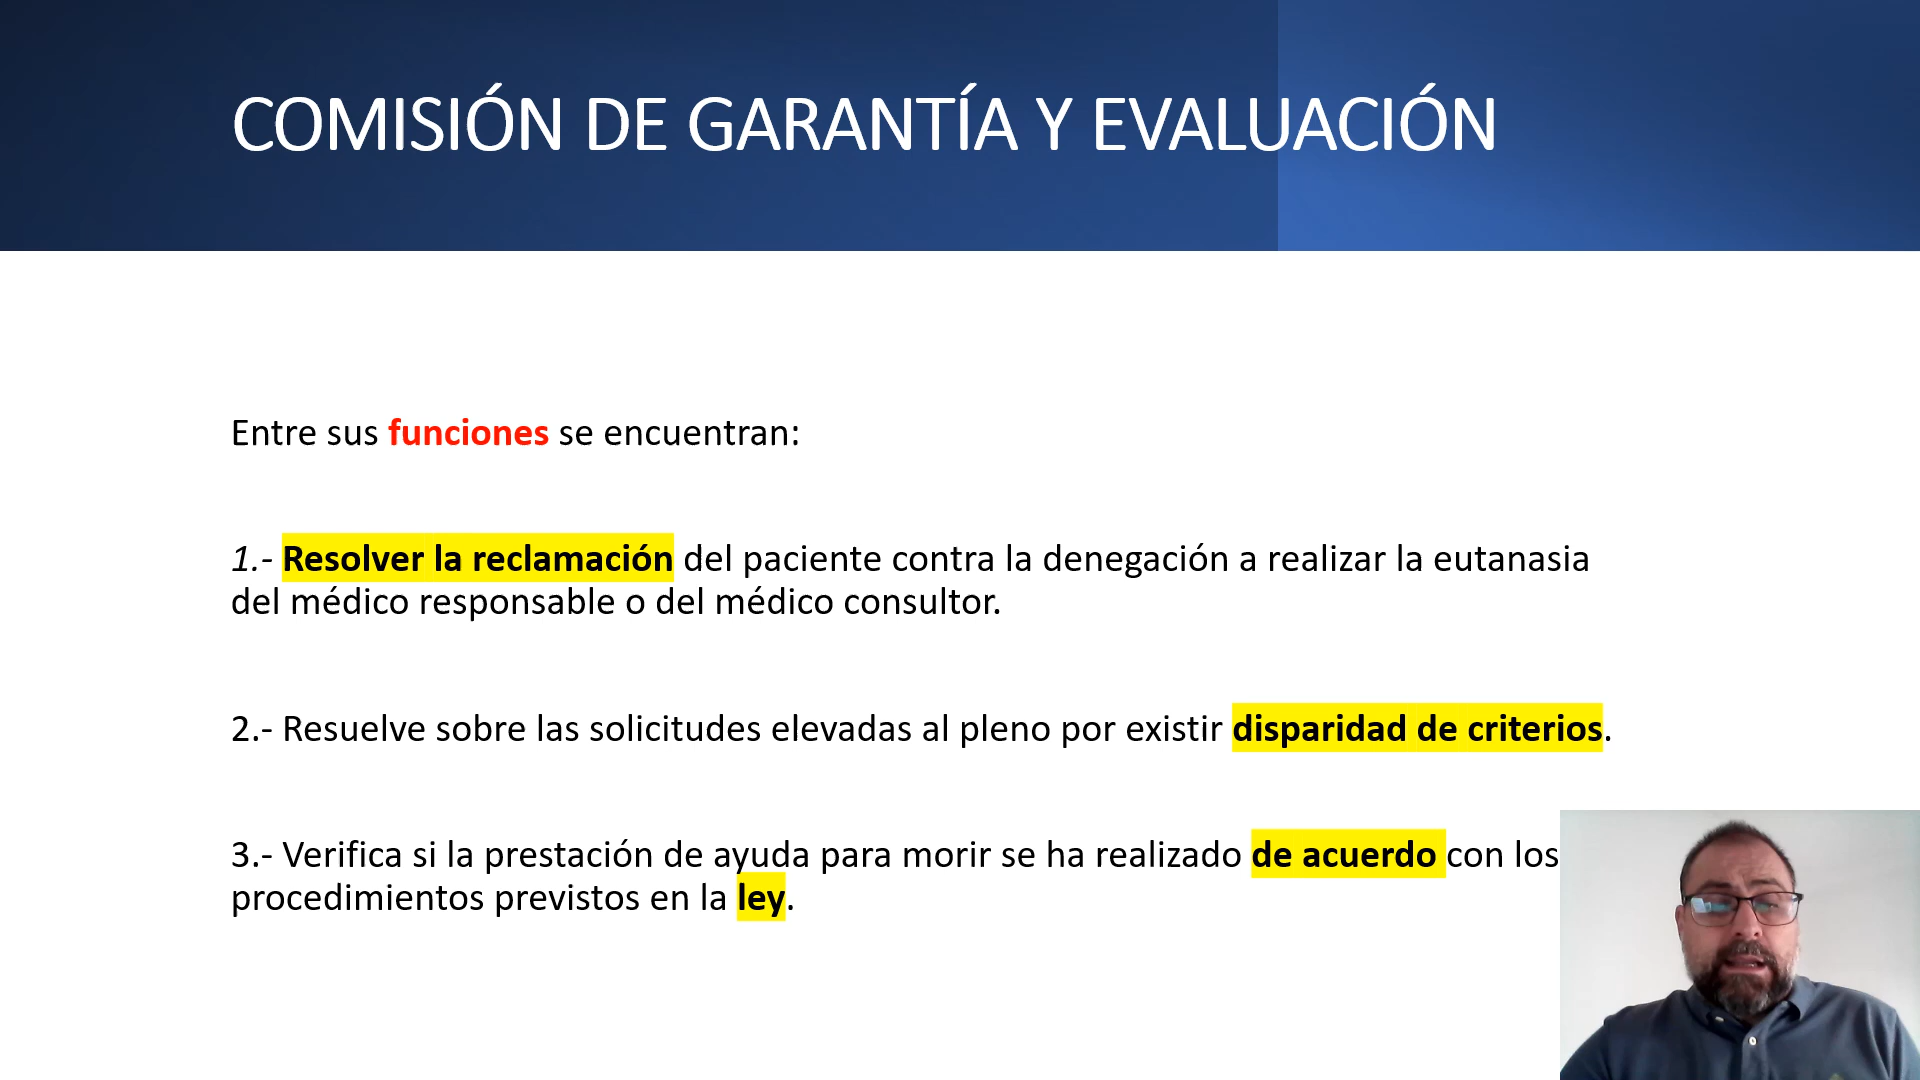 COMISIÓN DE GARANTÍA Y EVALUACIÓN
Entre sus funciones se encuentran:
1.- Resolver la reclamación del paciente contra la denegación a realizar la eutanasia
del médico responsable o del médico consultor.
2.- Resuelve sobre las solicitudes elevadas al pleno por existir disparidad de criterios.
3.- Verifica si la prestación de ayuda para morir se ha realizado de acuerdo con los
procedimientos previstos en la ley.